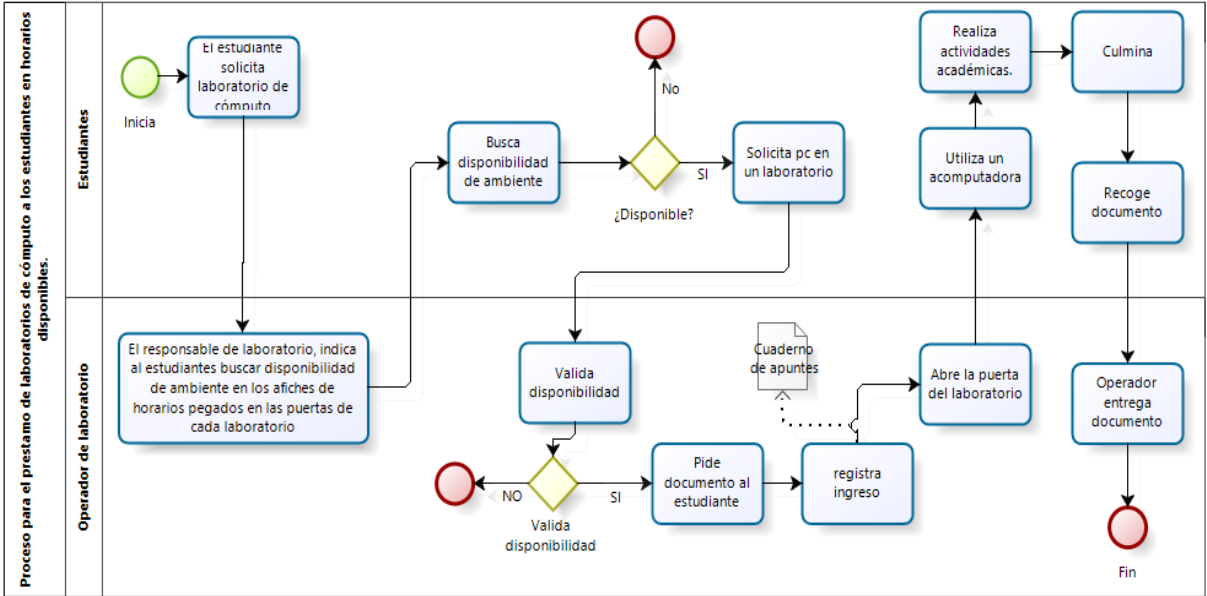 Proceso para el prestamo de laboratorios de cómputo a los estudiantes en horarios
disponibles.
Estudiantes
Inicia
El estudiante
solicita
laboratorio de
cómputo
Busca
disponibilidad
de ambiente
No
¿Disponible?
SI
Solicita pc en
un laboratorio
Realiza
actividades
académicas.
Culmina
Utiliza un
acomputadora
Recoge
documento
Operador de laboratorio
El responsable de laboratorio, indica
al estudiantes buscar disponibilidad
de ambiente en los afiches de
horarios pegados en las puertas de
cada laboratorio
Valida
disponibilidad
NO
Valida
disponibilidad
SI
Pide
documento al
estudiante
Cuaderno
de apuntes
registra
ingreso
Abre la puerta
del laboratorio
Operador
entrega
documento
Fin